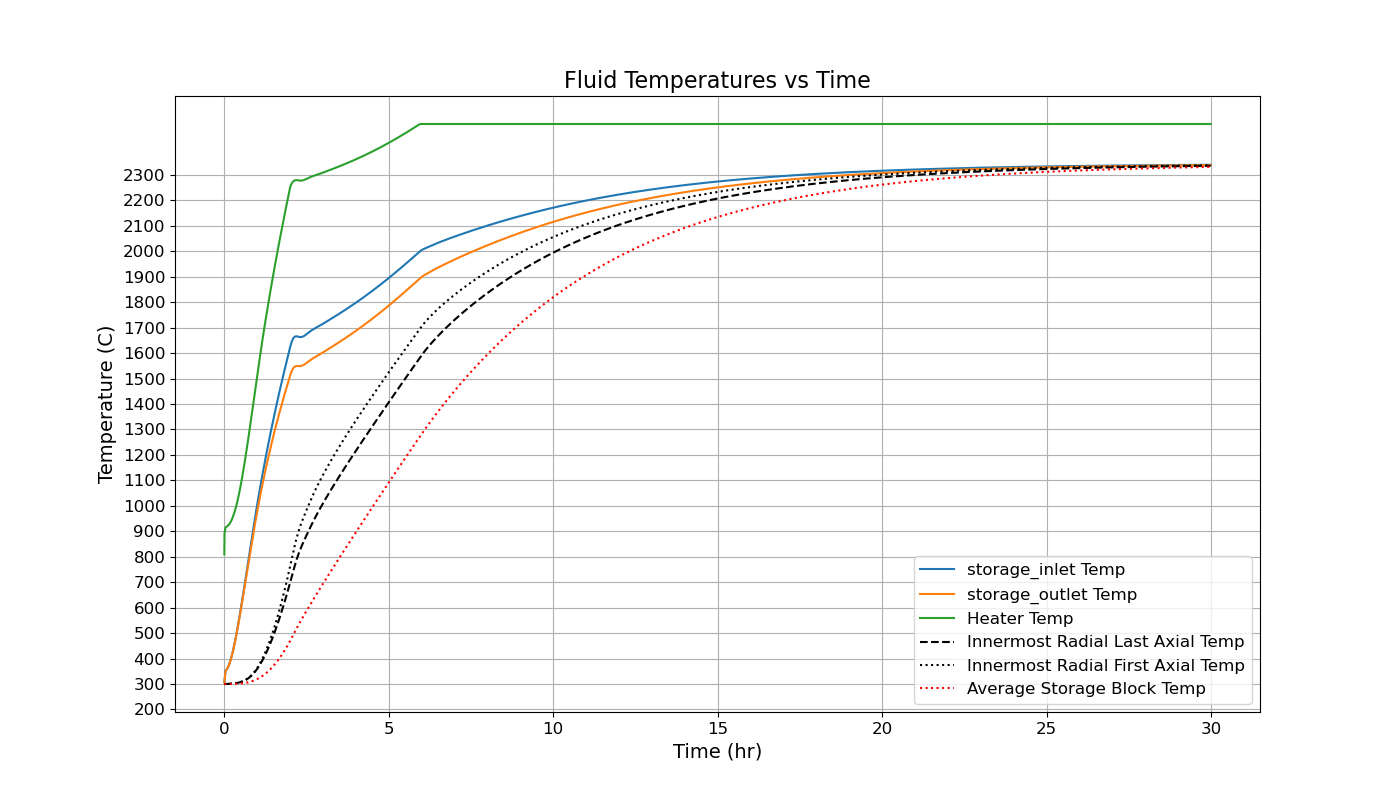 Fluid Temperatures vs Time
Temperature (C)
2300
2200
2100
2000
1900
1800
1700
1600
1500
1400
1300
1200
1100
1000
900
800
700
600
500
400
300
200
storage_inlet Temp
storage_outlet Temp
Heater Temp
Innermost Radial Last Axial Temp
Innermost Radial First Axial Temp
Average Storage Block Temp
0 5 10 15 20 25 30
Time (hr)